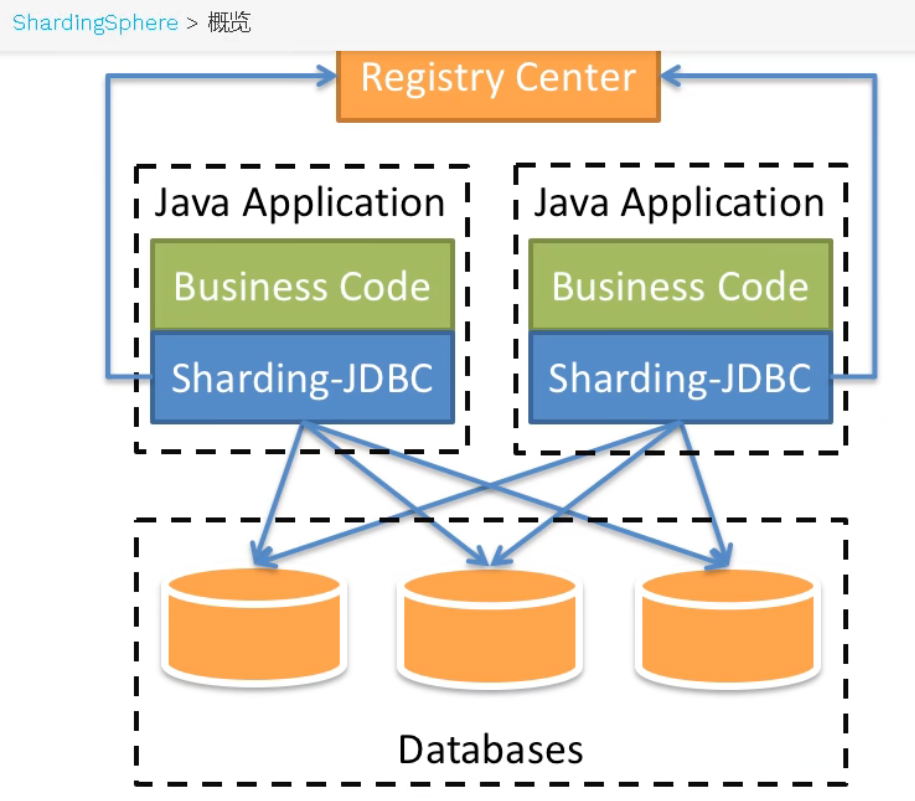 ShardingSphere > 概览
Registry Center
Java Application
Business Code
Sharding-JDBC
Java Application
Business Code
Sharding-JDBC
Databases